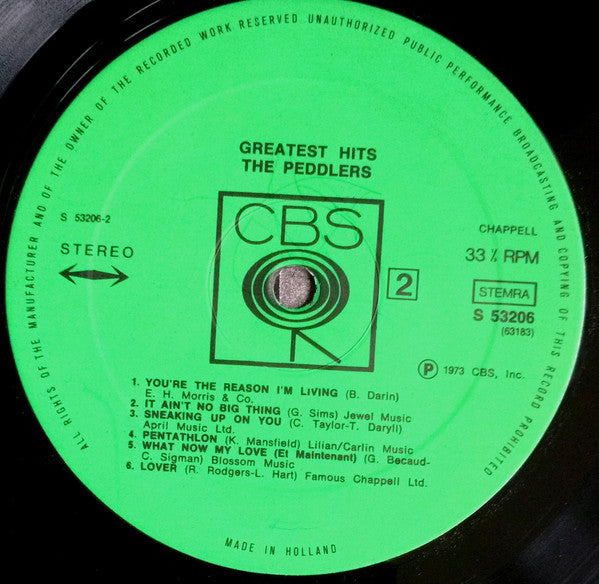 ALL RIGHTS OF THE MANUFACTURER AND OF THE OWNER OF THE RECORDED WORK RESERVED UNAUTHORIZED PUBLIC PERFORMANCE BROADCASTING AND COPYING OF THIS RECORD PROHIBITED
GREATEST HITS
THE PEDDLERS
S 53206-2
STEREO
CBS
CHAPPELL
33 ⅓ RPM
2
STEMRA
S 53206
(53183)
Ⓟ 1973 CBS, Inc.
1. YOU'RE THE REASON I'M LIVING (B. Darin)
E. H. Morris & Co.
2. IT AIN'T NO BIG THING (G. Sims) Jewel Music
3. SNEAKING UP ON YOU (C. Taylor-T. Daryll)
April Music Ltd.
4. PENTATHLON (K. Mansfield) Lilian/Carlin Music
5. WHAT NOW MY LOVE (Et Maintenant) (G. Becaud-
C. Sigman) Blossom Music
6. LOVER (R. Rodgers-L. Hart) Famous Chappell Ltd.
MADE IN HOLLAND